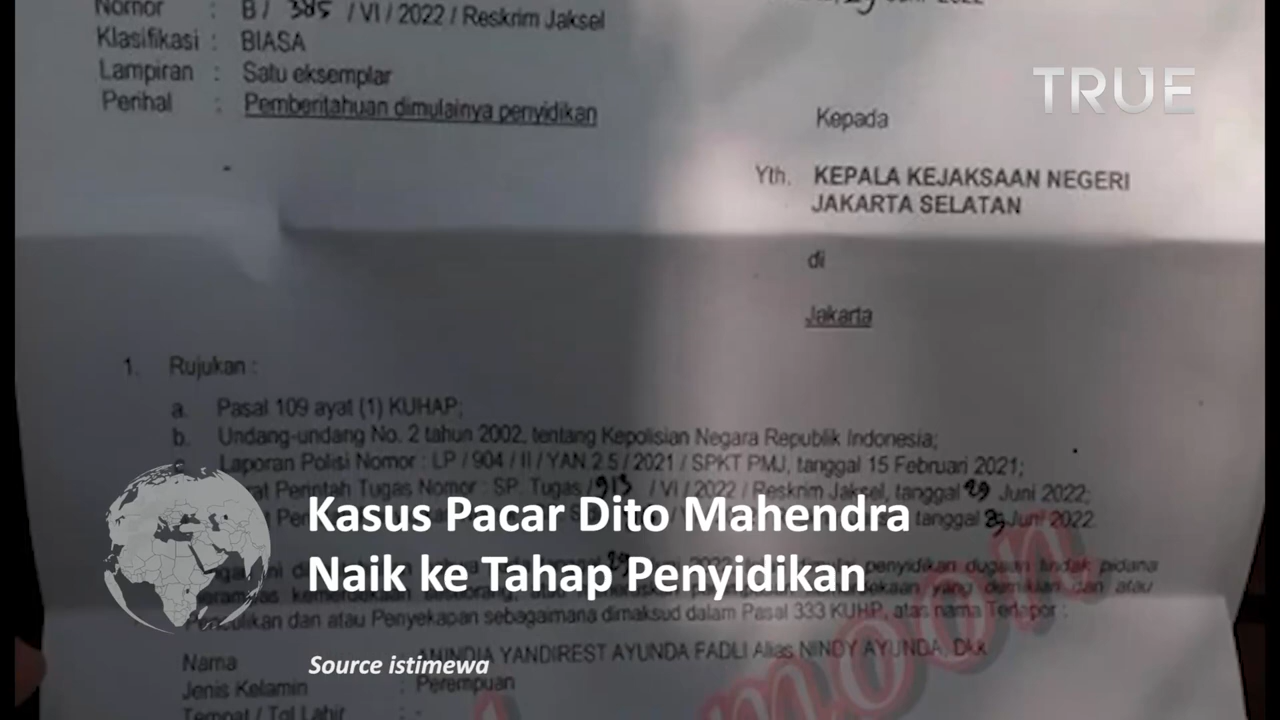 Nomor : B / 385 / VI / 2022 / Reskrim Jaksel
Klasifikasi : BIASA
Lampiran : Satu eksemplar
Perihal : Pemberitahuan dimulainya penyidikan
TRUE
Kepada
Yth. KEPALA KEJAKSAAN NEGERI
JAKARTA SELATAN
di
Jakarta
1. Rujukan :
a. Pasal 109 ayat (1) KUHAP;
b. Undang-undang No. 2 tahun 2002, tentang Kepolisian Negara Republik Indonesia;
c. Laporan Polisi Nomor : LP / 904 / II / YAN 2.5 / 2021 / SPKT PMJ, tanggal 15 Februari 2021;
Perintah Tugas Nomor : SP. Tugas / 913 / VI / 2022 / Reskrim Jaksel, tanggal 29 Juni 2022;
tanggal 29 Juni 2022
Kasus Pacar Dito Mahendra
Naik ke Tahap Penyidikan
penyidikan dugaan tindak pidana
kemerdekaan yang demikian dan atau
dan atau Penyekapan sebagaimana dimaksud dalam Pasal 333 KUHP, atas nama Terlapor :
Nama YANDIREST AYUNDA FADLI Alias NINDY AYUNDA, Dkk
Source istimewa
Jenis Kelamin : Perempuan
Tempat / Tgl Lahir : -